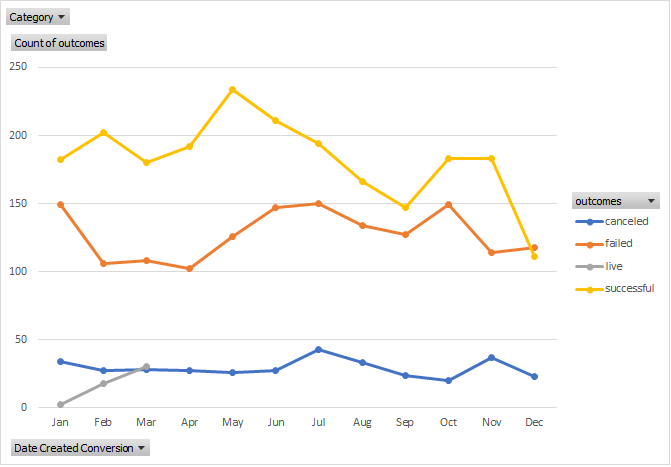 Category
Count of outcomes
250
200
150
100
50
0
Jan Feb Mar Apr May Jun Jul Aug Sep Oct Nov Dec
outcomes
canceled
failed
live
successful
Date Created Conversion